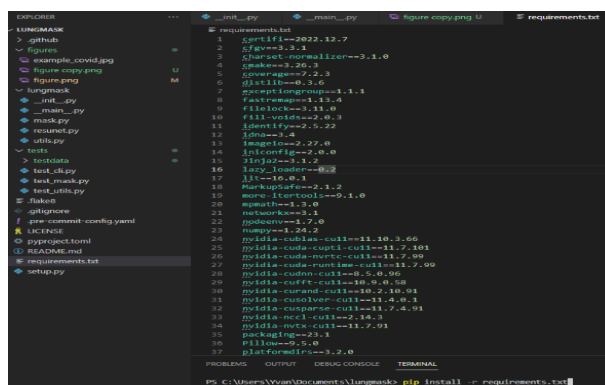 EXPLORER
LUNGMASK
.github
figures
example_covid.jpg
figure copy.png U
figure.png M
lungmask
__init__.py
__main__.py
mask.py
resunet.py
utils.py
tests
testdata
test_cli.py
test_mask.py
test_utils.py
.flake8
.gitignore
.pre-commit-config.yaml
LICENSE
pyproject.toml
README.md
requirements.txt
setup.py
__init__.py __main__.py figure copy.png U requirements.txt
requirements.txt
1 certifi==2022.12.7
2 cfgv==3.3.1
3 charset-normalizer==3.1.0
4 cmake==3.26.3
5 coverage==7.2.3
6 distlib==0.3.6
7 exceptiongroup==1.1.1
8 fastremap==1.13.4
9 filelock==3.11.0
10 fill-voids==2.0.3
11 identify==2.5.22
12 idna==3.4
13 imageio==2.27.0
14 iniconfig==2.0.0
15 Jinja2==3.1.2
16 lazy_loader==0.2
17 lit==16.0.1
18 MarkupSafe==2.1.2
19 more-itertools==9.1.0
20 mpmath==1.3.0
21 networkx==3.1
22 nodeenv==1.7.0
23 numpy==1.24.2
24 nvidia-cublas-cu11==11.10.3.66
25 nvidia-cuda-cupti-cu11==11.7.101
26 nvidia-cuda-nvrtc-cu11==11.7.99
27 nvidia-cuda-runtime-cu11==11.7.99
28 nvidia-cudnn-cu11==8.5.0.96
29 nvidia-cufft-cu11==10.9.0.58
30 nvidia-curand-cu11==10.2.10.91
31 nvidia-cusolver-cu11==11.4.0.1
32 nvidia-cusparse-cu11==11.7.4.91
33 nvidia-nccl-cu11==2.14.3
34 nvidia-nvtx-cu11==11.7.91
35 packaging==23.1
36 Pillow==9.5.0
37 platformdirs==3.2.0
PROBLEMS OUTPUT DEBUG CONSOLE TERMINAL
PS C:\Users\Yvan\Documents\lungmask> pip install -r requirements.txt